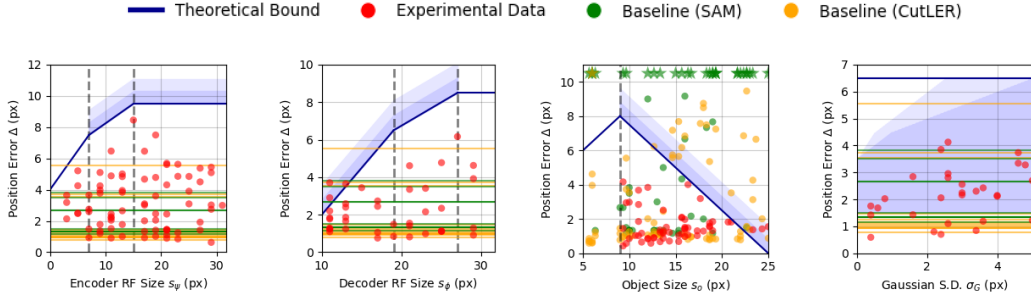 Theoretical Bound Experimental Data Baseline (SAM) Baseline (CutLER)
Position Error Δ (px)
12
10
8
6
4
2
0
0 10 20 30
Encoder RF Size sψ (px)
Position Error Δ (px)
10
8
6
4
2
0
10 20 30
Decoder RF Size sϕ (px)
Position Error Δ (px)
10
8
6
4
2
0
5 10 15 20 25
Object Size so (px)
Position Error Δ (px)
7
6
5
4
3
2
1
0
0 2 4
Gaussian S.D. σG (px)